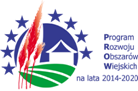 Program
Rozwoju
Obszarów
Wiejskich
na lata 2014-2020